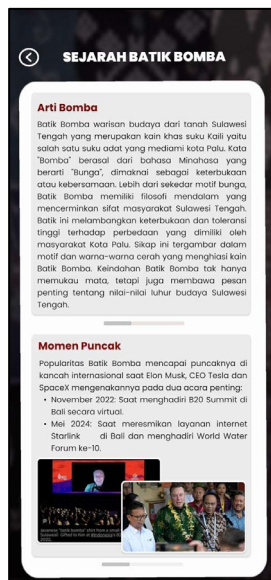 SEJARAH BATIK BOMBA
Arti Bomba
Batik Bomba warisan budaya dari tanah Sulawesi
Tengah yang merupakan kain khas suku Kaili yaitu
salah satu suku adat yang mediami kota Palu. Kata
"Bomba" berasal dari bahasa Minahasa yang
berarti "Bunga", dimaknai sebagai keterbukaan
atau kebersamaan. Lebih dari sekedar motif bunga,
Batik Bomba memiliki filosofi mendalam yang
mencerminkan sifat masyarakat Sulawesi Tengah.
Batik ini melambangkan keterbukaan dan toleransi
tinggi terhadap perbedaan yang dimiliki oleh
masyarakat Kota Palu. Sikap ini tergambar dalam
motif dan warna-warna cerah yang menghiasi kain
Batik Bomba. Keindahan Batik Bomba tak hanya
memukau mata, tetapi juga membawa pesan
penting tentang nilai-nilai luhur budaya Sulawesi
Tengah.
Momen Puncak
Popularitas Batik Bomba mencapai puncaknya di
kancah internasional saat Elon Musk, CEO Tesla dan
SpaceX mengenakannya pada dua acara penting:
• November 2022: Saat menghadiri B20 Summit di
Bali secara virtual.
• Mei 2024: Saat meresmikan layanan internet
Starlink di Bali dan menghadiri World Water
Forum ke-10.